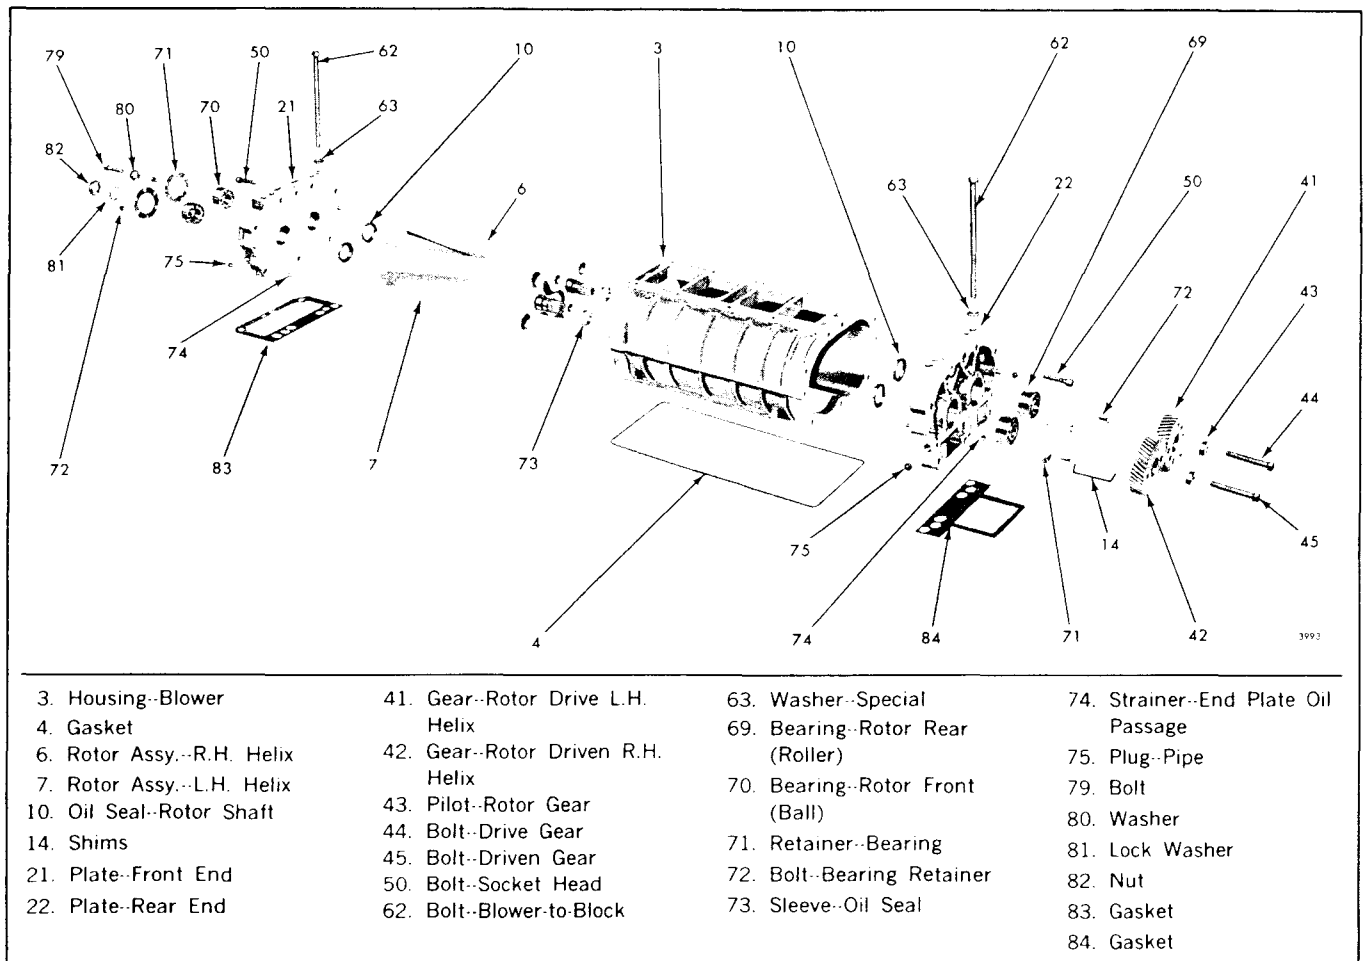 79
71
50
62
10
3
10
62
69
80
70
21
63
82
6
63
22
50
41
81
75
72
43
74
72
83
7
73
44
75
14
45
4
74
84
71
42
3993
3. Housing--Blower
4. Gasket
6. Rotor Assy.--R.H. Helix
7. Rotor Assy.--L.H. Helix
10. Oil Seal--Rotor Shaft
14. Shims
21. Plate--Front End
22. Plate--Rear End
41. Gear--Rotor Drive L.H.
Helix
42. Gear--Rotor Driven R.H.
Helix
43. Pilot--Rotor Gear
44. Bolt--Drive Gear
45. Bolt--Driven Gear
50. Bolt--Socket Head
62. Bolt--Blower-to-Block
63. Washer--Special
69. Bearing--Rotor Rear
(Roller)
70. Bearing--Rotor Front
(Ball)
71. Retainer--Bearing
72. Bolt--Bearing Retainer
73. Sleeve--Oil Seal
74. Strainer--End Plate Oil
Passage
75. Plug--Pipe
79. Bolt
80. Washer
81. Lock Washer
82. Nut
83. Gasket
84. Gasket